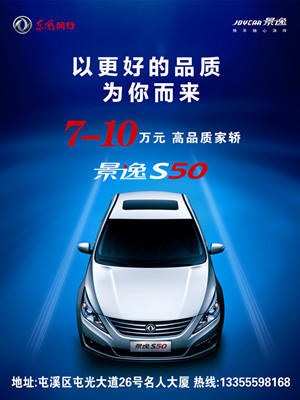 东风风行
JOYEAR景逸
以更好的品质
为你而来
7-10万元 高品质家轿
景逸S50
景逸S50
地址:屯溪区屯光大道26号名人大厦 热线:13355598168